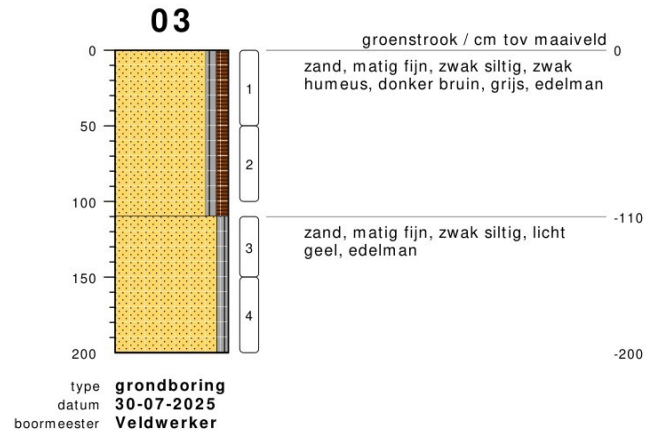 03
groenstrook / cm tov maaiveld
0
0
zand, matig fijn, zwak siltig, zwak
humeus, donker bruin, grijs, edelman
1
50
2
100
-110
zand, matig fijn, zwak siltig, licht
geel, edelman
3
150
4
200
-200
type grondboring
datum 30-07-2025
boormeester Veldwerker